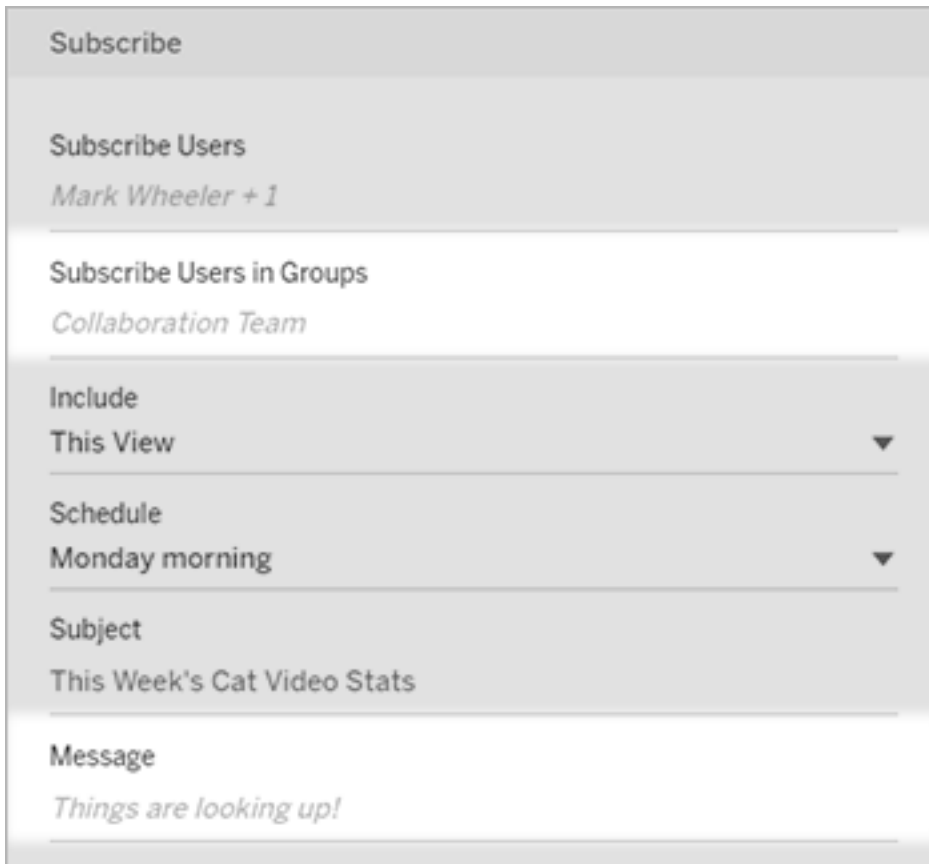 Subscribe
Subscribe Users
Mark Wheeler + 1
Subscribe Users in Groups
Collaboration Team
Include
This View
Schedule
Monday morning
Subject
This Week's Cat Video Stats
Message
Things are looking up!